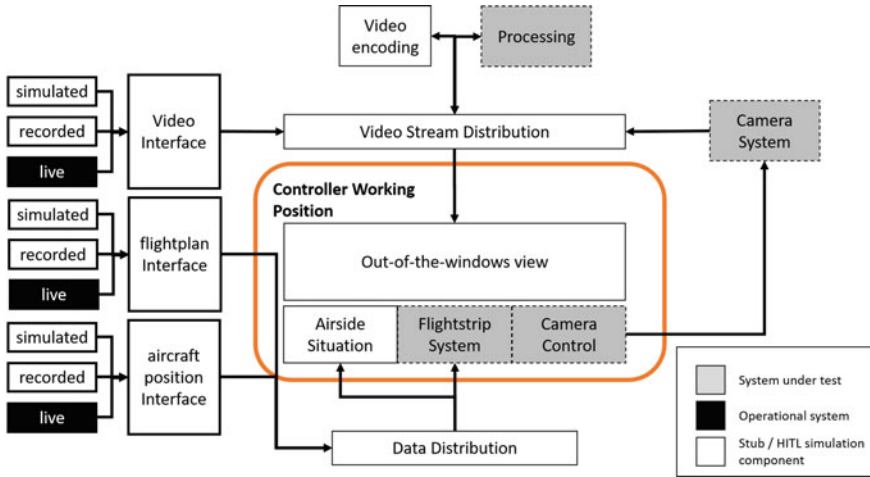 Video
encoding
Processing
simulated
recorded
live
Video
Interface
Video Stream Distribution
Camera
System
Controller Working
Position
simulated
recorded
live
flightplan
Interface
Out-of-the-windows view
Airside
Situation
Flightstrip
System
Camera
Control
simulated
recorded
live
aircraft
position
Interface
Data Distribution
System under test
Operational system
Stub / HITL simulation
component